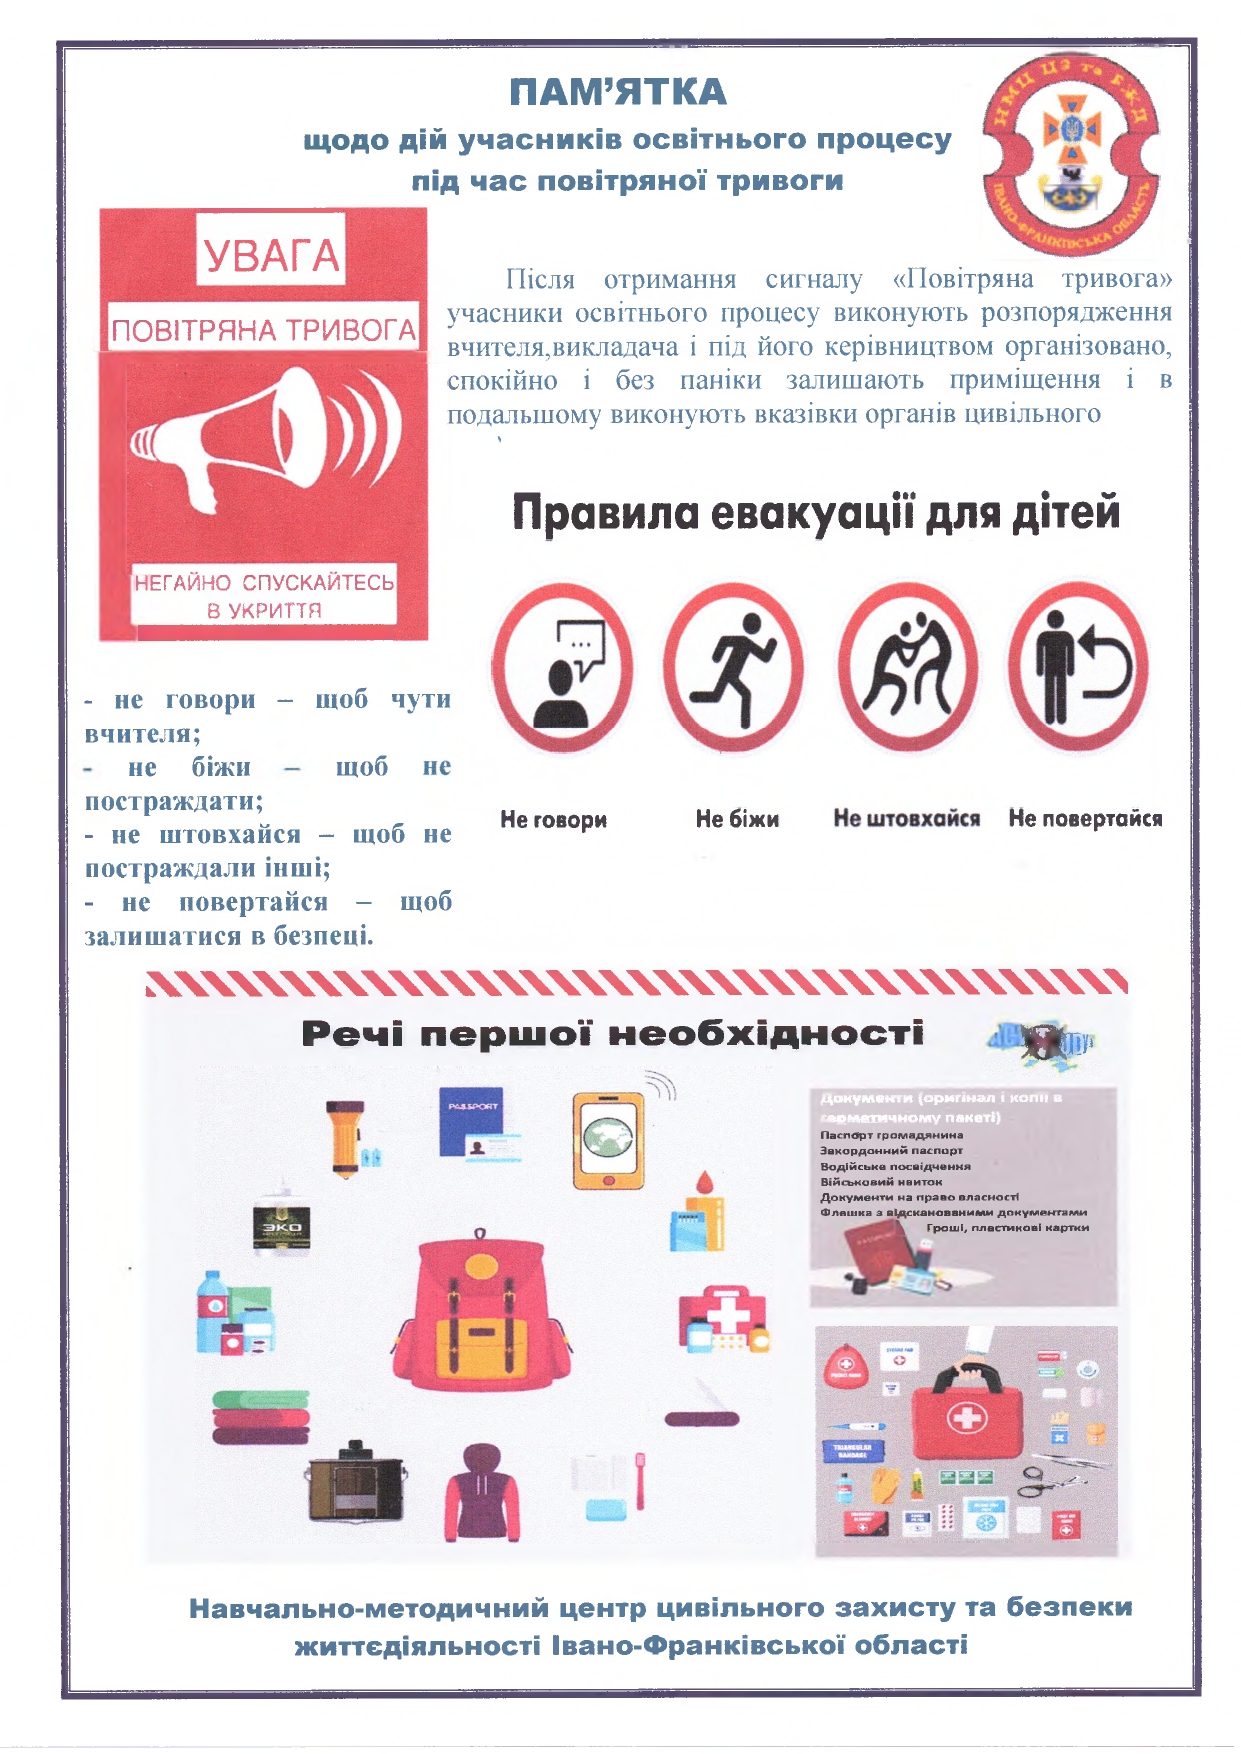 ПАМ’ЯТКА
щодо дій учасників освітнього процесу
під час повітряної тривоги
НМЦ ЦЗ та БЖД
ІВАНО-ФРАНКІВСЬКА ОБЛАСТЬ
УВАГА
ПОВІТРЯНА ТРИВОГА
НЕГАЙНО СПУСКАЙТЕСЬ
В УКРИТТЯ
Після отримання сигналу «Повітряна тривога»
учасники освітнього процесу виконують розпорядження
вчителя,викладача і під його керівництвом організовано,
спокійно і без паніки залишають приміщення і в
подальшому виконують вказівки органів цивільного
Правила евакуації для дітей
Не говори
Не біжи
Не штовхайся
Не повертайся
- не говори – щоб чути
вчителя;
- не біжи – щоб не
постраждати;
- не штовхайся – щоб не
постраждали інші;
- не повертайся – щоб
залишатися в безпеці.
Речі першої необхідності
PASSPORT
ЭКО
Документи (оригінал і копії в
герметичному пакеті)
Паспорт громадянина
Закордонний паспорт
Водійське посвідчення
Військовий квиток
Документи на право власності
Флешка з відсканованими документами
Гроші, пластикові картки
TRIANGULAR
BANDAGE
Навчально-методичний центр цивільного захисту та безпеки
життєдіяльності Івано-Франківської області